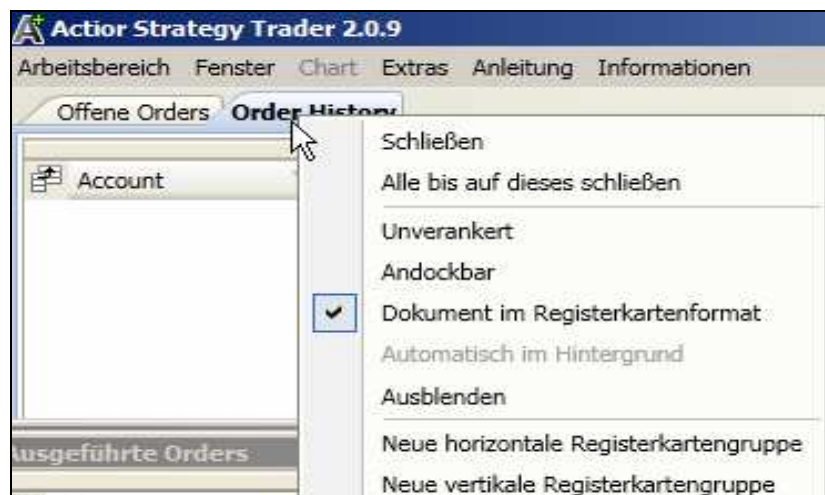 Actior Strategy Trader 2.0.9
Arbeitsbereich Fenster Chart Extras Anleitung Informationen
Offene Orders Order History
Schließen
Account
Alle bis auf dieses schließen
Unverankert
Andockbar
Dokument im Registerkartenformat
Automatisch im Hintergrund
Ausblenden
Ausgeführte Orders
Neue horizontale Registerkartengruppe
Neue vertikale Registerkartengruppe